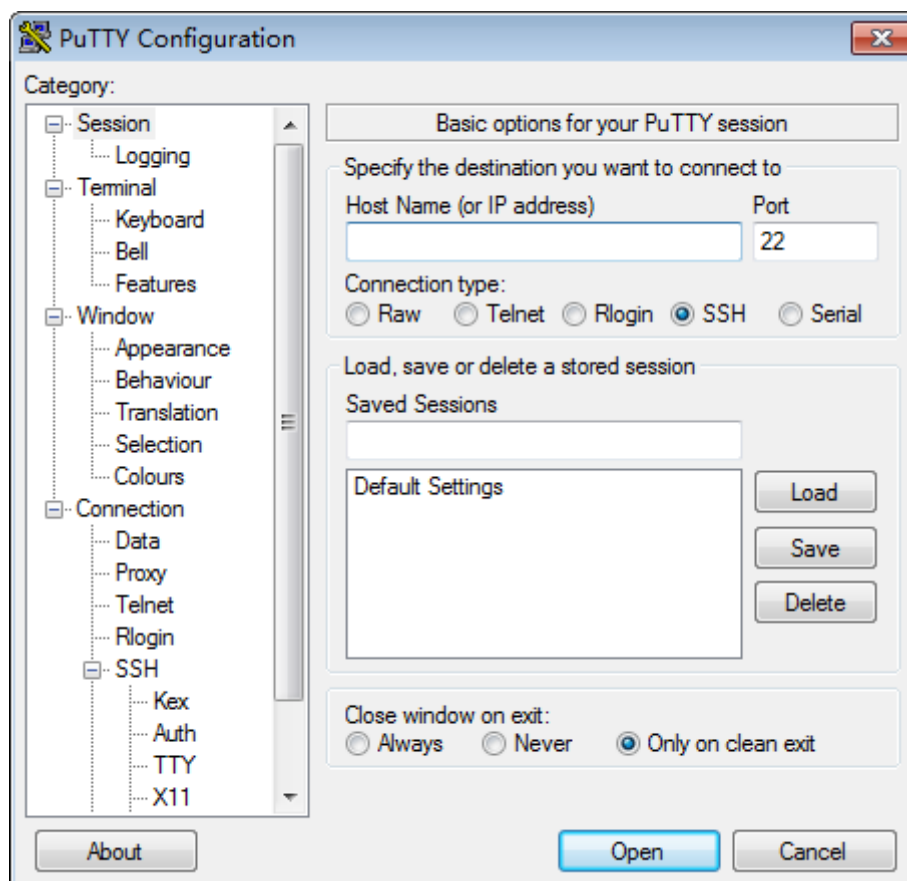 PuTTY Configuration
Category:
Session
Logging
Terminal
Keyboard
Bell
Features
Window
Appearance
Behaviour
Translation
Selection
Colours
Connection
Data
Proxy
Telnet
Rlogin
SSH
Kex
Auth
TTY
X11
Basic options for your PuTTY session
Specify the destination you want to connect to
Host Name (or IP address) Port
22
Connection type:
Raw Telnet Rlogin SSH Serial
Load, save or delete a stored session
Saved Sessions
Default Settings
Load
Save
Delete
Close window on exit:
Always Never Only on clean exit
About Open Cancel